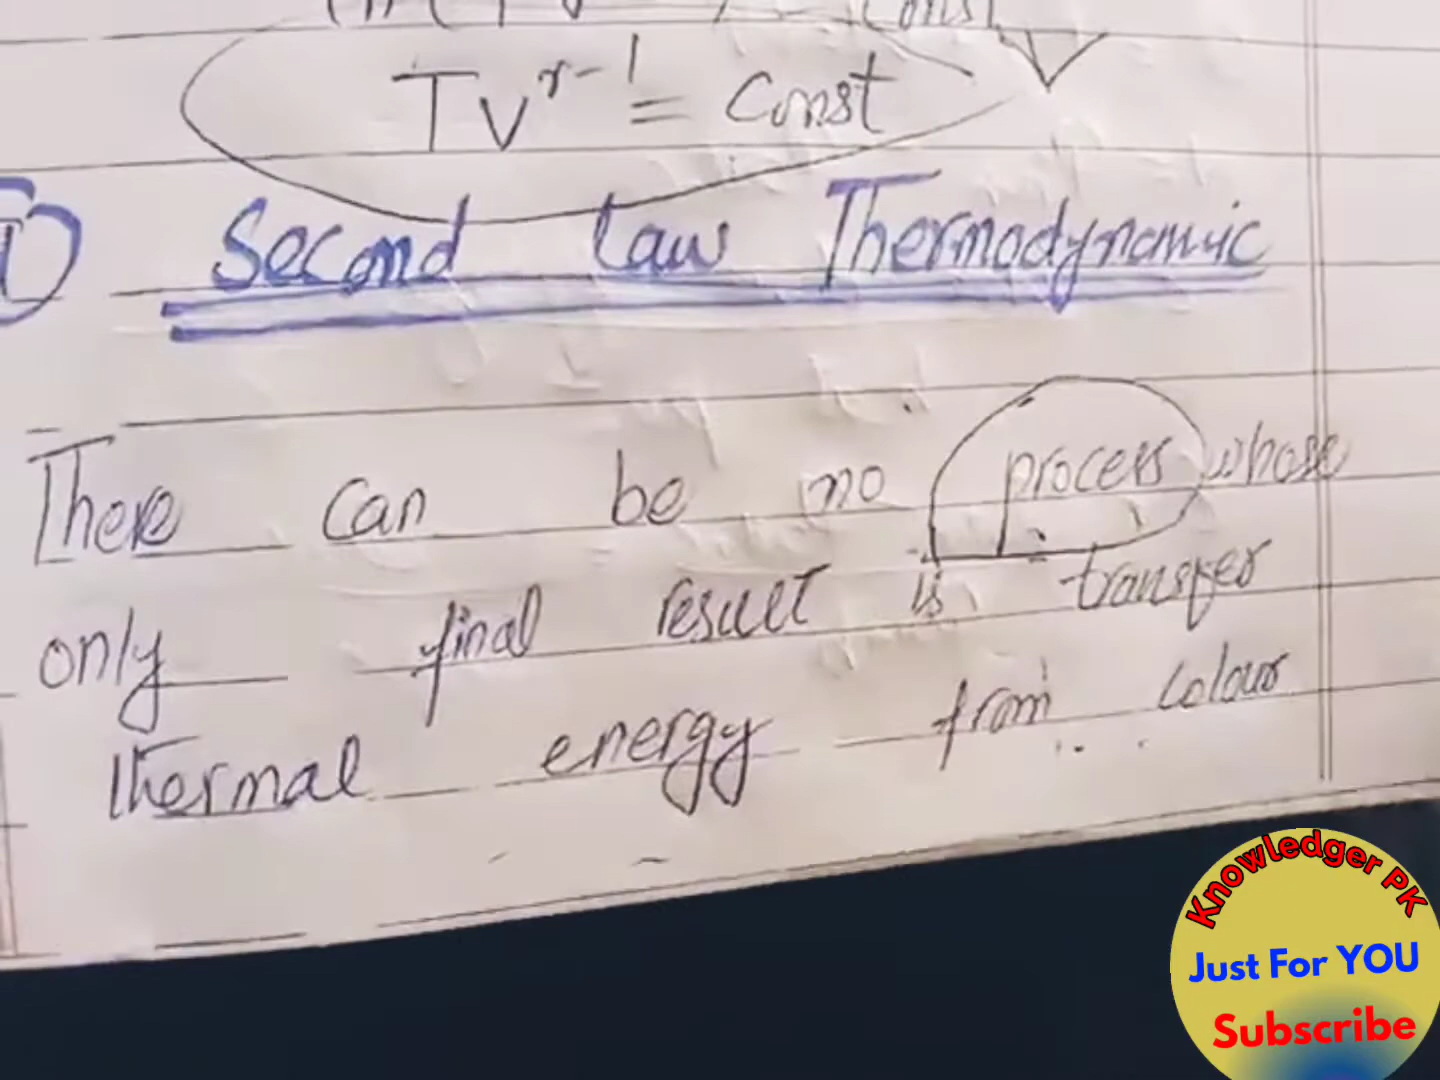 TV^γ-1 = Const
Second law Thermodynamic
There can be no process whose
only final result is transfer
thermal energy from colour
Knowledger PK
Just For YOU
Subscribe